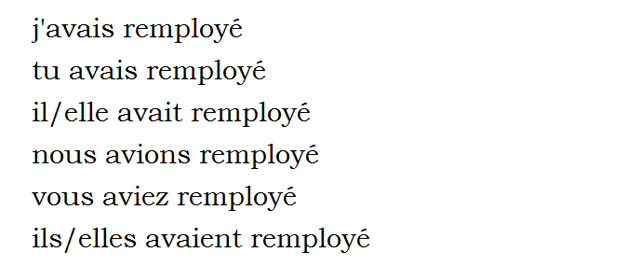 j'avais remployé
tu avais remployé
il/elle avait remployé
nous avions remployé
vous aviez remployé
ils/elles avaient remployé